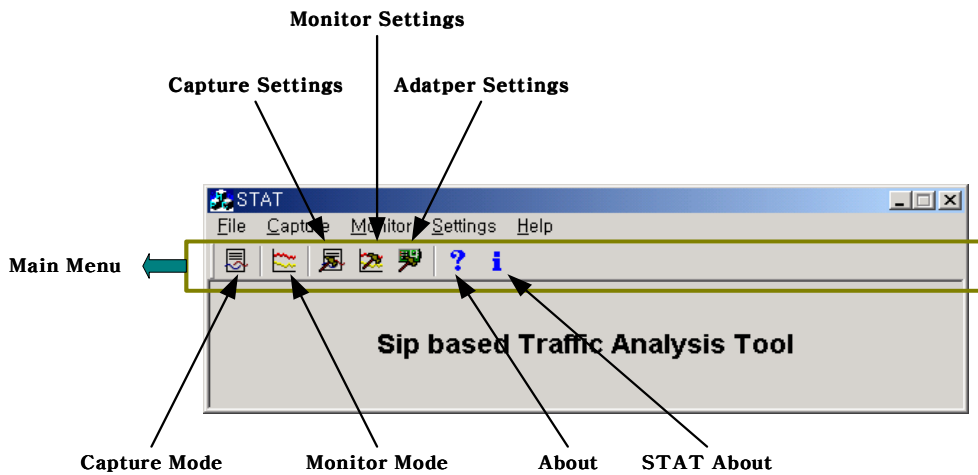 Monitor Settings
Capture Settings
Adatper Settings
STAT
File Capture Monitor Settings Help
Main Menu
Sip based Traffic Analysis Tool
Capture Mode
Monitor Mode
About
STAT About